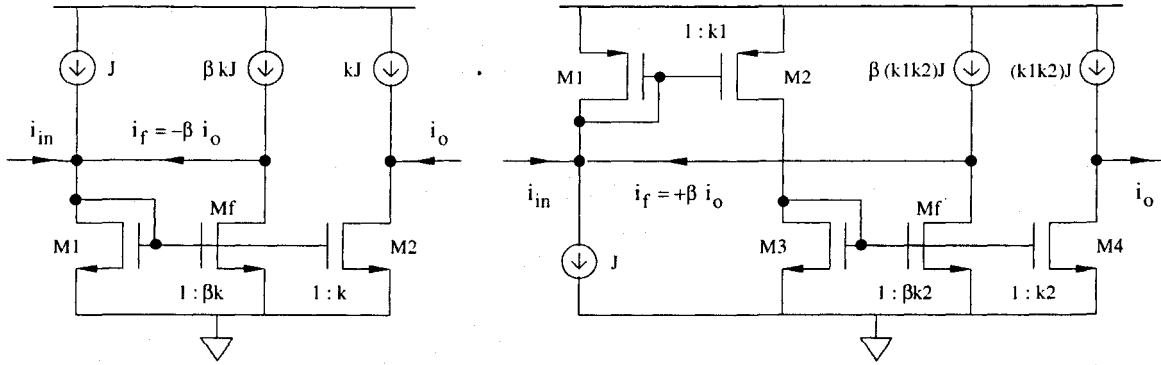 J
β kJ
kJ
i_in
i_f = −β i_o
i_o
M1
Mf
M2
1 : βk
1 : k
1 : k1
M1
M2
β (k1k2)J
(k1k2)J
i_in
i_f = +β i_o
i_o
J
M3
Mf
M4
1 : βk2
1 : k2